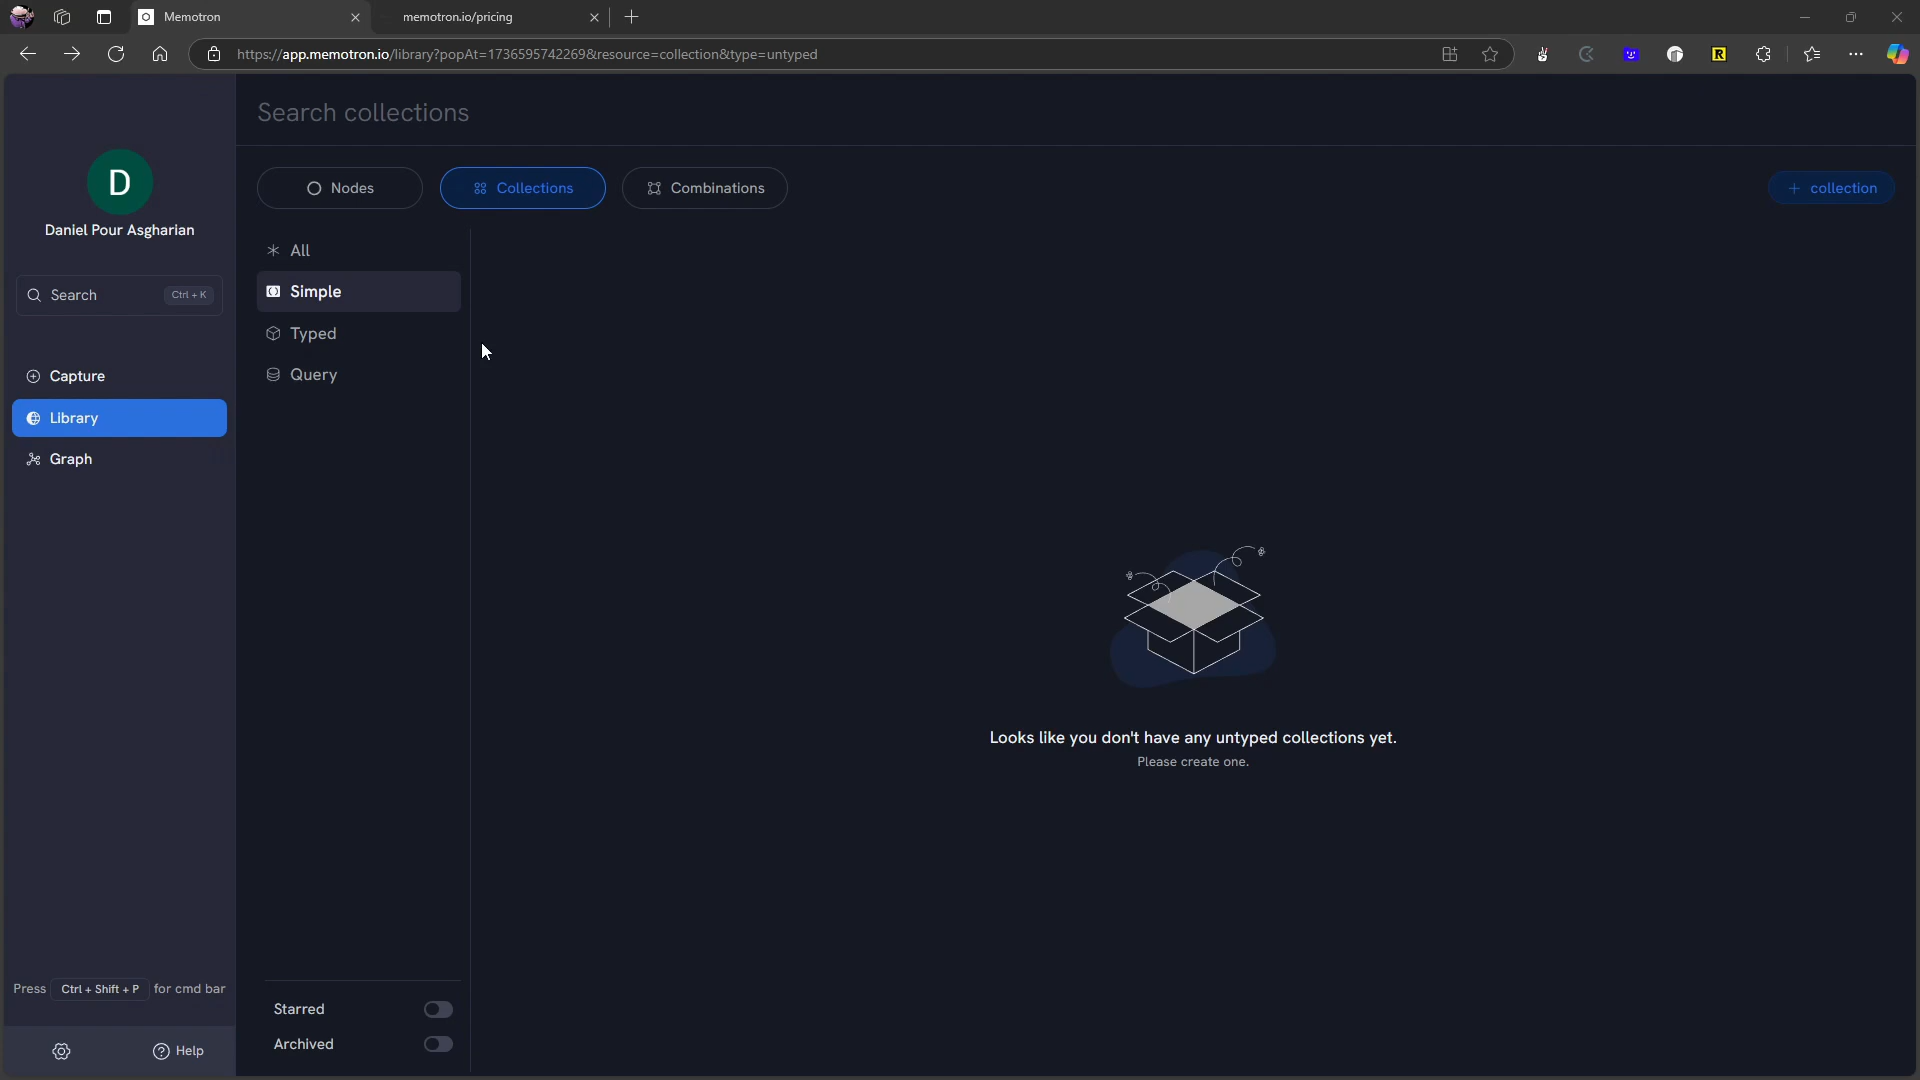 Memotron
memotron.io/pricing
https://app.memotron.io/library?popAt=1736595742269&resource=collection&type=untyped
D
Daniel Pour Asgharian
Search
Ctrl + K
Capture
Library
Graph
Press Ctrl + Shift + P for cmd bar
Help
Search collections
Nodes
Collections
Combinations
+ collection
All
Simple
Typed
Query
Looks like you don't have any untyped collections yet.
Please create one.
Starred
Archived
R